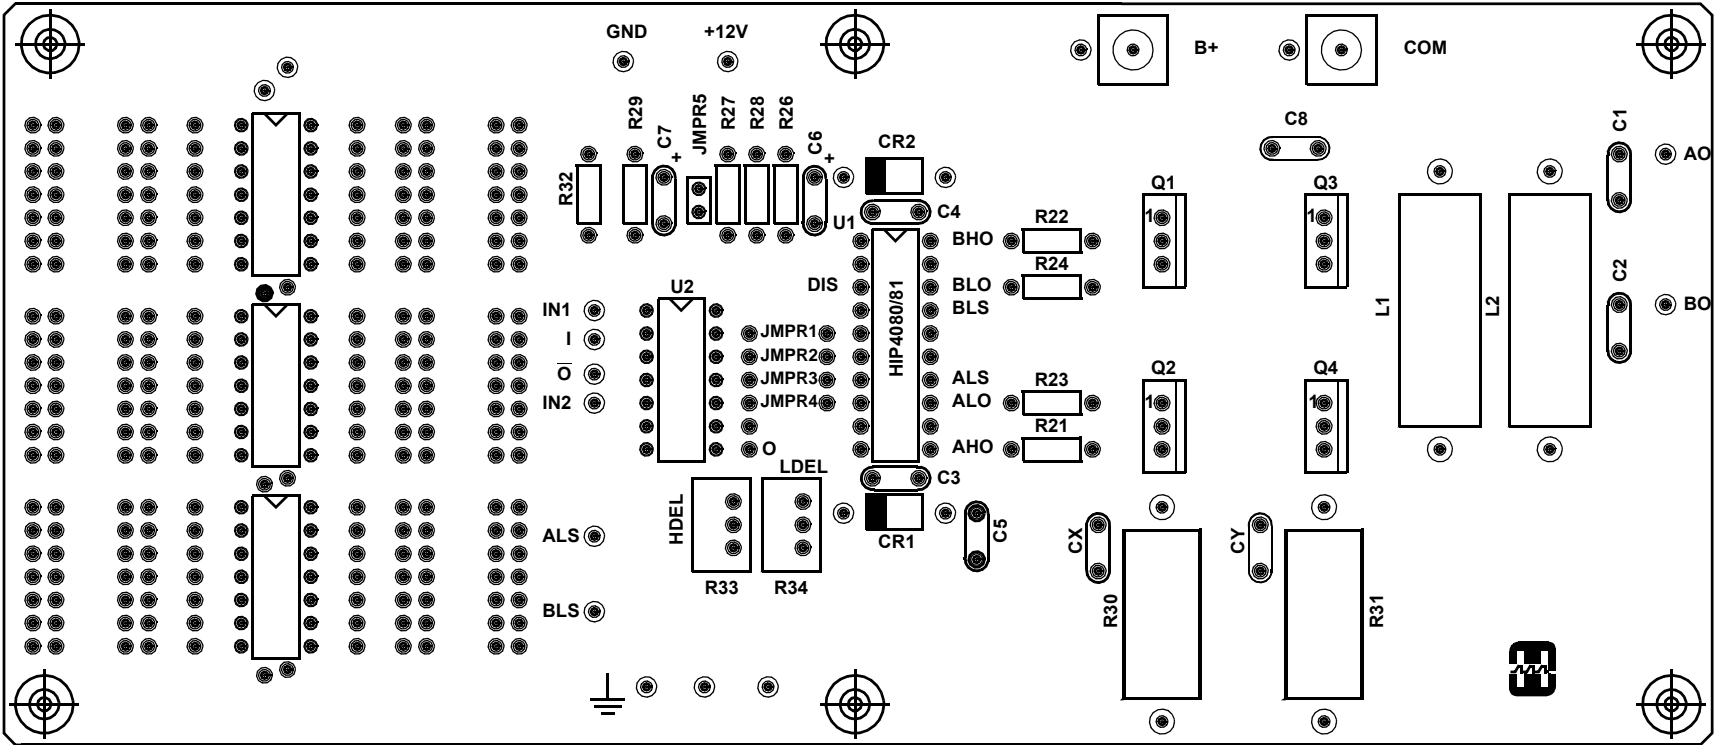 GND
+12V
B+
COM
R29
C7
+
JMPR5
R27
R28
R26
C6
+
CR2
C8
C1
AO
R32
U1
C4
Q1
1
Q3
1
R22
BHO
R24
DIS
BLO
BLS
HIP4080/81
L1
L2
C2
BO
U2
IN1
I
O
IN2
JMPR1
JMPR2
JMPR3
JMPR4
O
ALS
ALO
AHO
R23
R21
Q2
1
Q4
1
LDEL
HDEL
C3
CR1
C5
CX
CY
ALS
BLS
R33
R34
R30
R31